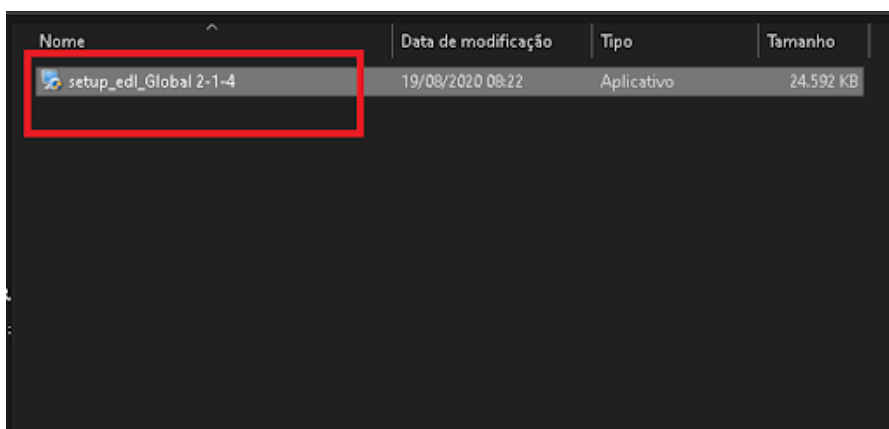 Nome Data de modificação Tipo Tamanho
setup_edl_Global 2-1-4 19/08/2020 08:22 Aplicativo 24.592 KB